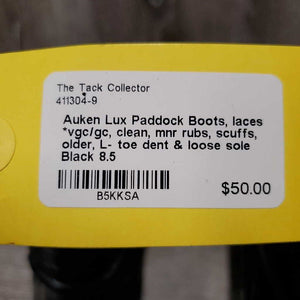 The Tack Collector
411304-9
Auken Lux Paddock Boots, laces
*vgc/gc, clean, mnr rubs, scuffs,
older, L- toe dent & loose sole
Black 8.5
$50.00
B5KKSA